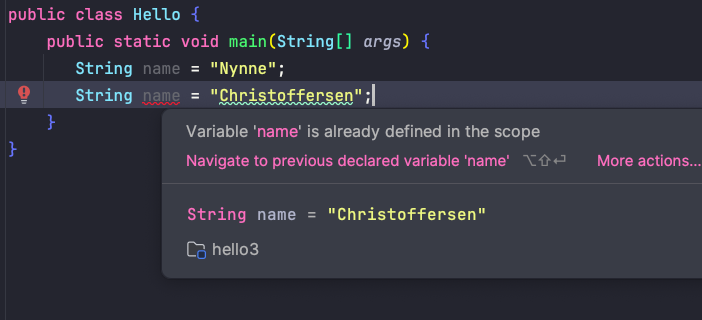 public class Hello {
public static void main(String[] args) {
String name = "Nynne";
String name = "Christoffersen";
}
}
Variable 'name' is already defined in the scope
Navigate to previous declared variable 'name' ⌥⇧⏎ More actions...
String name = "Christoffersen"
hello3